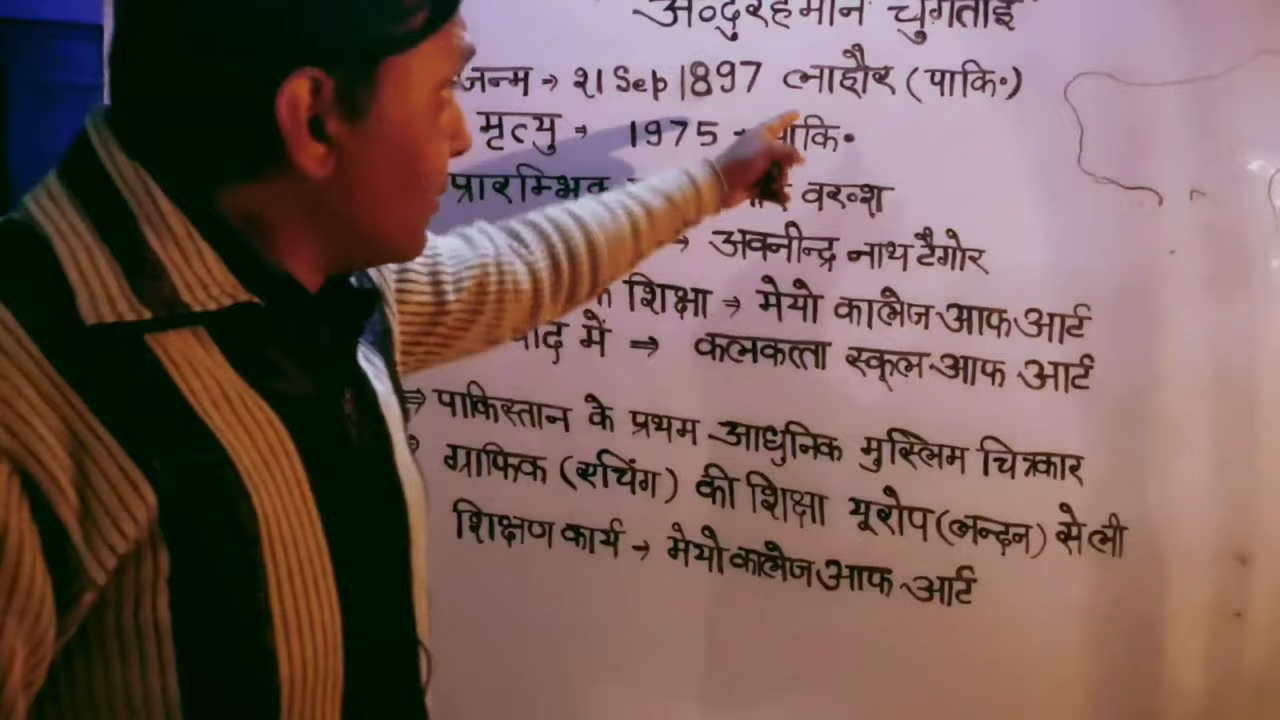 अब्दुरहमान चुगताई
जन्म → 21 Sep 1897 लाहौर (पाकि॰)
मृत्यु → 1975 - पाकि॰
प्रारम्भिक वख्श
→ अवनीन्द्र नाथ टैगोर
शिक्षा → मेयो कालेज आफ आर्ट
बाद में ⇒ कलकत्ता स्कूल आफ आर्ट
⇒ पाकिस्तान के प्रथम आधुनिक मुस्लिम चित्रकार
ग्राफिक (एचिंग) की शिक्षा यूरोप (लन्दन) से ली
शिक्षण कार्य → मेयो कालेज आफ आर्ट